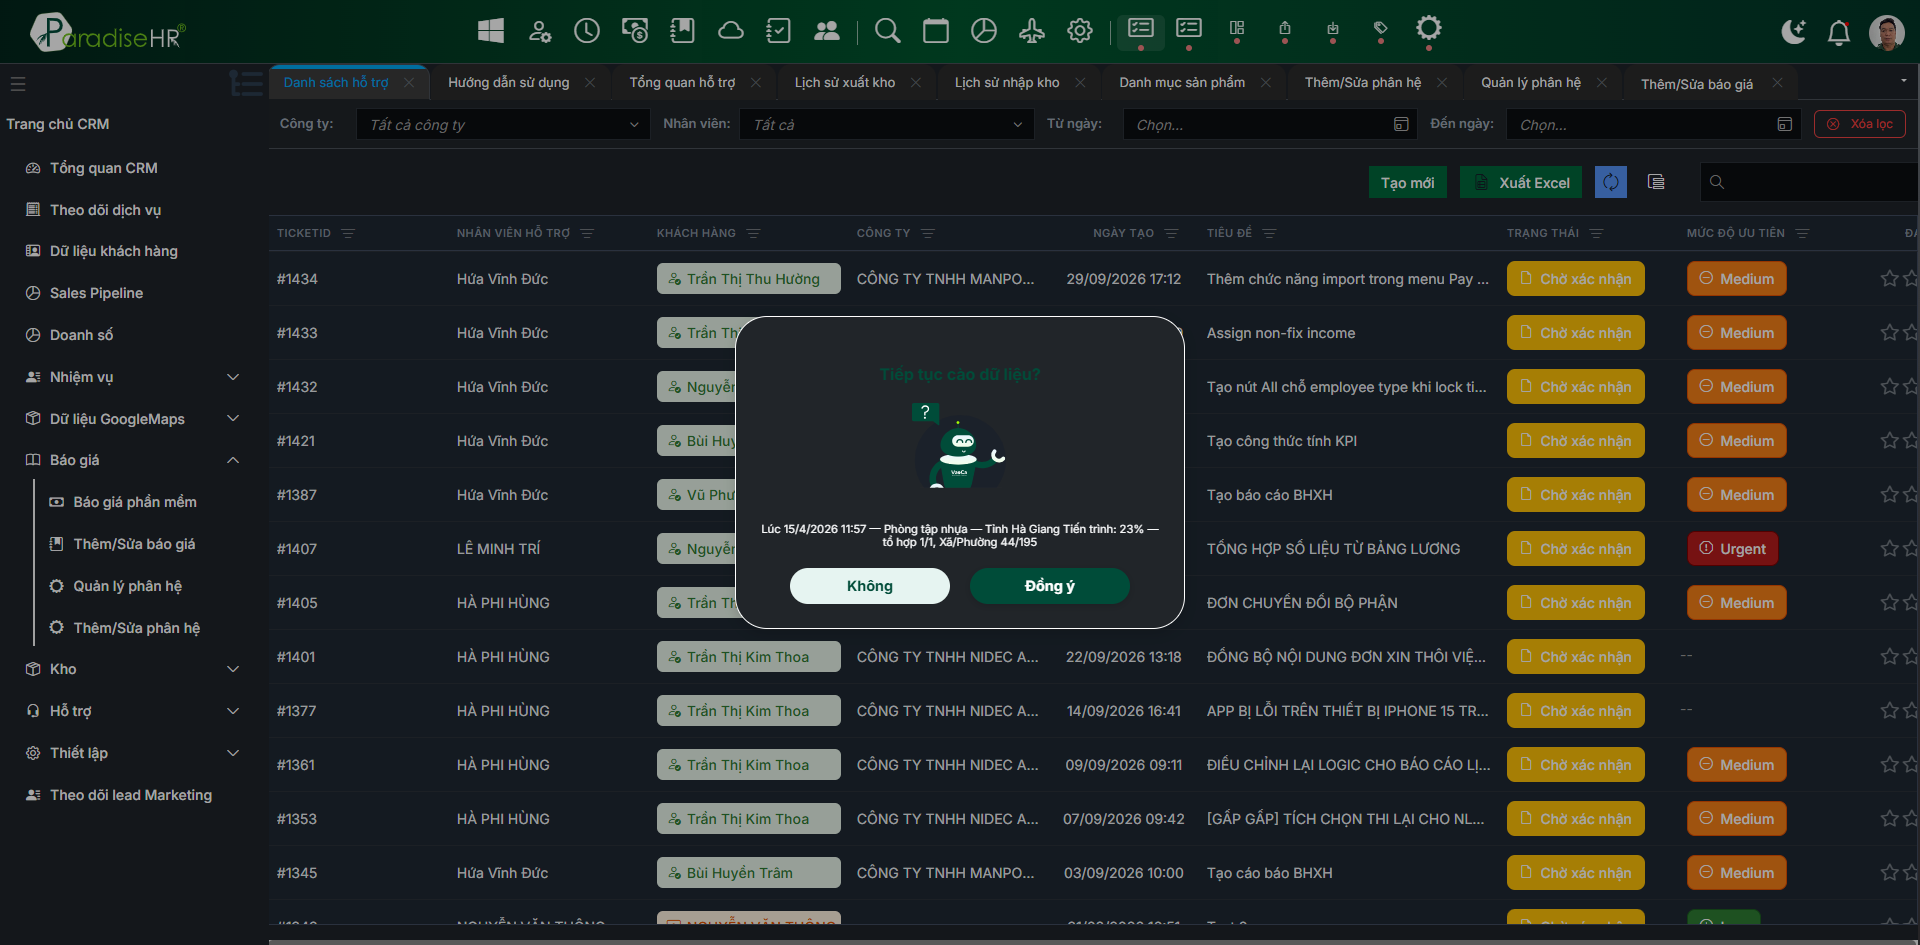 ParadiseHR®
Danh sách hỗ trợ
Hướng dẫn sử dụng
Tổng quan hỗ trợ
Lịch sử xuất kho
Lịch sử nhập kho
Danh mục sản phẩm
Thêm/Sửa phân hệ
Quản lý phân hệ
Thêm/Sửa báo giá
Trang chủ CRM
Tổng quan CRM
Theo dõi dịch vụ
Dữ liệu khách hàng
Sales Pipeline
Doanh số
Nhiệm vụ
Dữ liệu GoogleMaps
Báo giá
Báo giá phần mềm
Thêm/Sửa báo giá
Quản lý phân hệ
Thêm/Sửa phân hệ
Kho
Hỗ trợ
Thiết lập
Theo dõi lead Marketing
Công ty: Tất cả công ty Nhân viên: Tất cả Từ ngày: Chọn... Đến ngày: Chọn... Xóa lọc
Tạo mới Xuất Excel
TICKETID NHÂN VIÊN HỖ TRỢ KHÁCH HÀNG CÔNG TY NGÀY TẠO TIÊU ĐỀ TRẠNG THÁI MỨC ĐỘ ƯU TIÊN
#1434 Hứa Vĩnh Đức Trần Thị Thu Hường CÔNG TY TNHH MANPO... 29/09/2026 17:12 Thêm chức năng import trong menu Pay ... Chờ xác nhận Medium
#1433 Hứa Vĩnh Đức Trần Assign non-fix income Chờ xác nhận Medium
#1432 Hứa Vĩnh Đức Tạo nút All chỗ employee type khi lock ti... Chờ xác nhận Medium
#1421 Hứa Vĩnh Đức Bùi Tạo công thức tính KPI Chờ xác nhận Medium
#1387 Hứa Vĩnh Đức Vũ Tạo báo cáo BHXH Chờ xác nhận Medium
#1407 LÊ MINH TRÍ TỔNG HỢP SỐ LIỆU TỪ BẢNG LƯƠNG Chờ xác nhận Urgent
#1405 HÀ PHI HÙNG Trần ĐƠN CHUYỂN ĐỔI BỘ PHẬN Chờ xác nhận Medium
#1401 HÀ PHI HÙNG Trần Thị Kim Thoa CÔNG TY TNHH NIDEC A... 22/09/2026 13:18 ĐỒNG BỘ NỘI DUNG ĐƠN XIN THÔI VIỆ... Chờ xác nhận --
#1377 HÀ PHI HÙNG Trần Thị Kim Thoa CÔNG TY TNHH NIDEC A... 14/09/2026 16:41 APP BỊ LỖI TRÊN THIẾT BỊ IPHONE 15 TR... Chờ xác nhận --
#1361 HÀ PHI HÙNG Trần Thị Kim Thoa CÔNG TY TNHH NIDEC A... 09/09/2026 09:11 ĐIỀU CHỈNH LẠI LOGIC CHO BÁO CÁO LỊ... Chờ xác nhận Medium
#1353 HÀ PHI HÙNG Trần Thị Kim Thoa CÔNG TY TNHH NIDEC A... 07/09/2026 09:42 [GẤP GẤP] TÍCH CHỌN THI LẠI CHO NL... Chờ xác nhận Medium
#1345 Hứa Vĩnh Đức Bùi Huyền Trâm CÔNG TY TNHH MANPO... 03/09/2026 10:00 Tạo cáo báo BHXH Chờ xác nhận Medium
Tiếp tục cào dữ liệu?
?
VaaCa
Lúc 15/4/2026 11:57 — Phòng tập nhựa — Tỉnh Hà Giang Tiến trình: 23% —
tổ hợp 1/1, Xã/Phường 44/195
Không Đồng ý